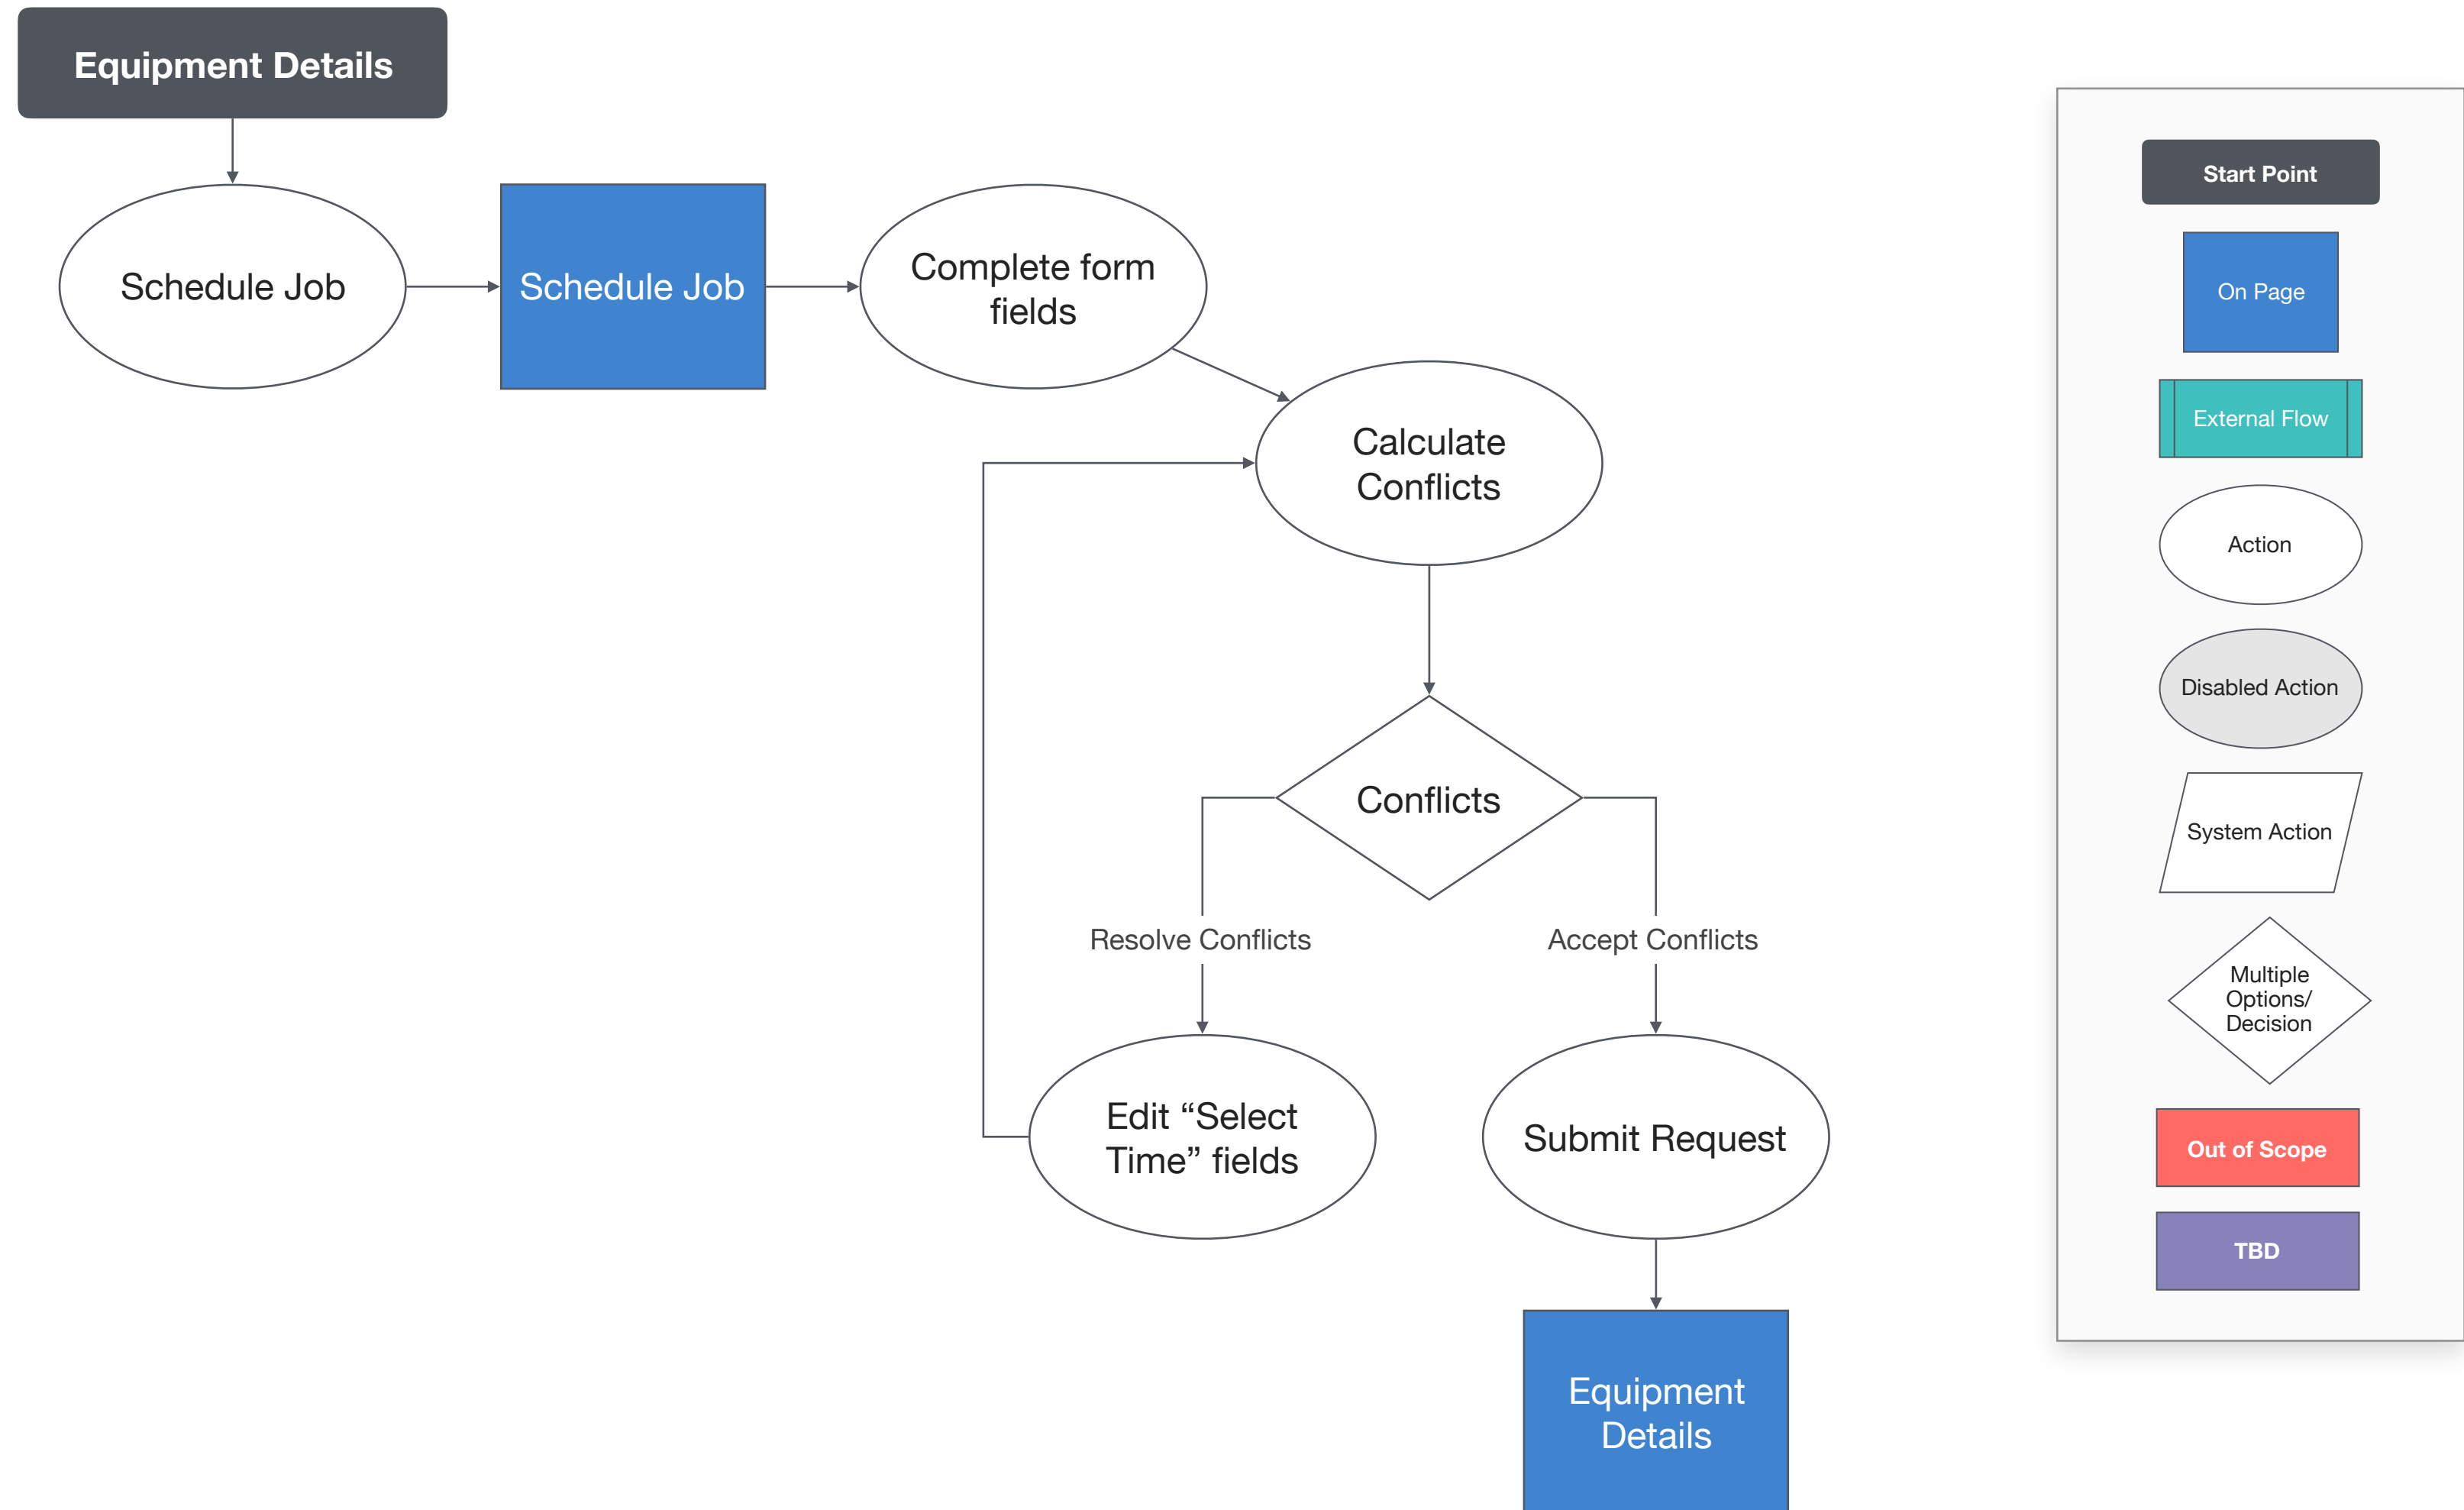 Equipment Details
Schedule Job
Schedule Job
Complete form
fields
Calculate
Conflicts
Conflicts
Resolve Conflicts
Accept Conflicts
Edit “Select
Time” fields
Submit Request
Equipment
Details
Start Point
On Page
External Flow
Action
Disabled Action
System Action
Multiple
Options/
Decision
Out of Scope
TBD